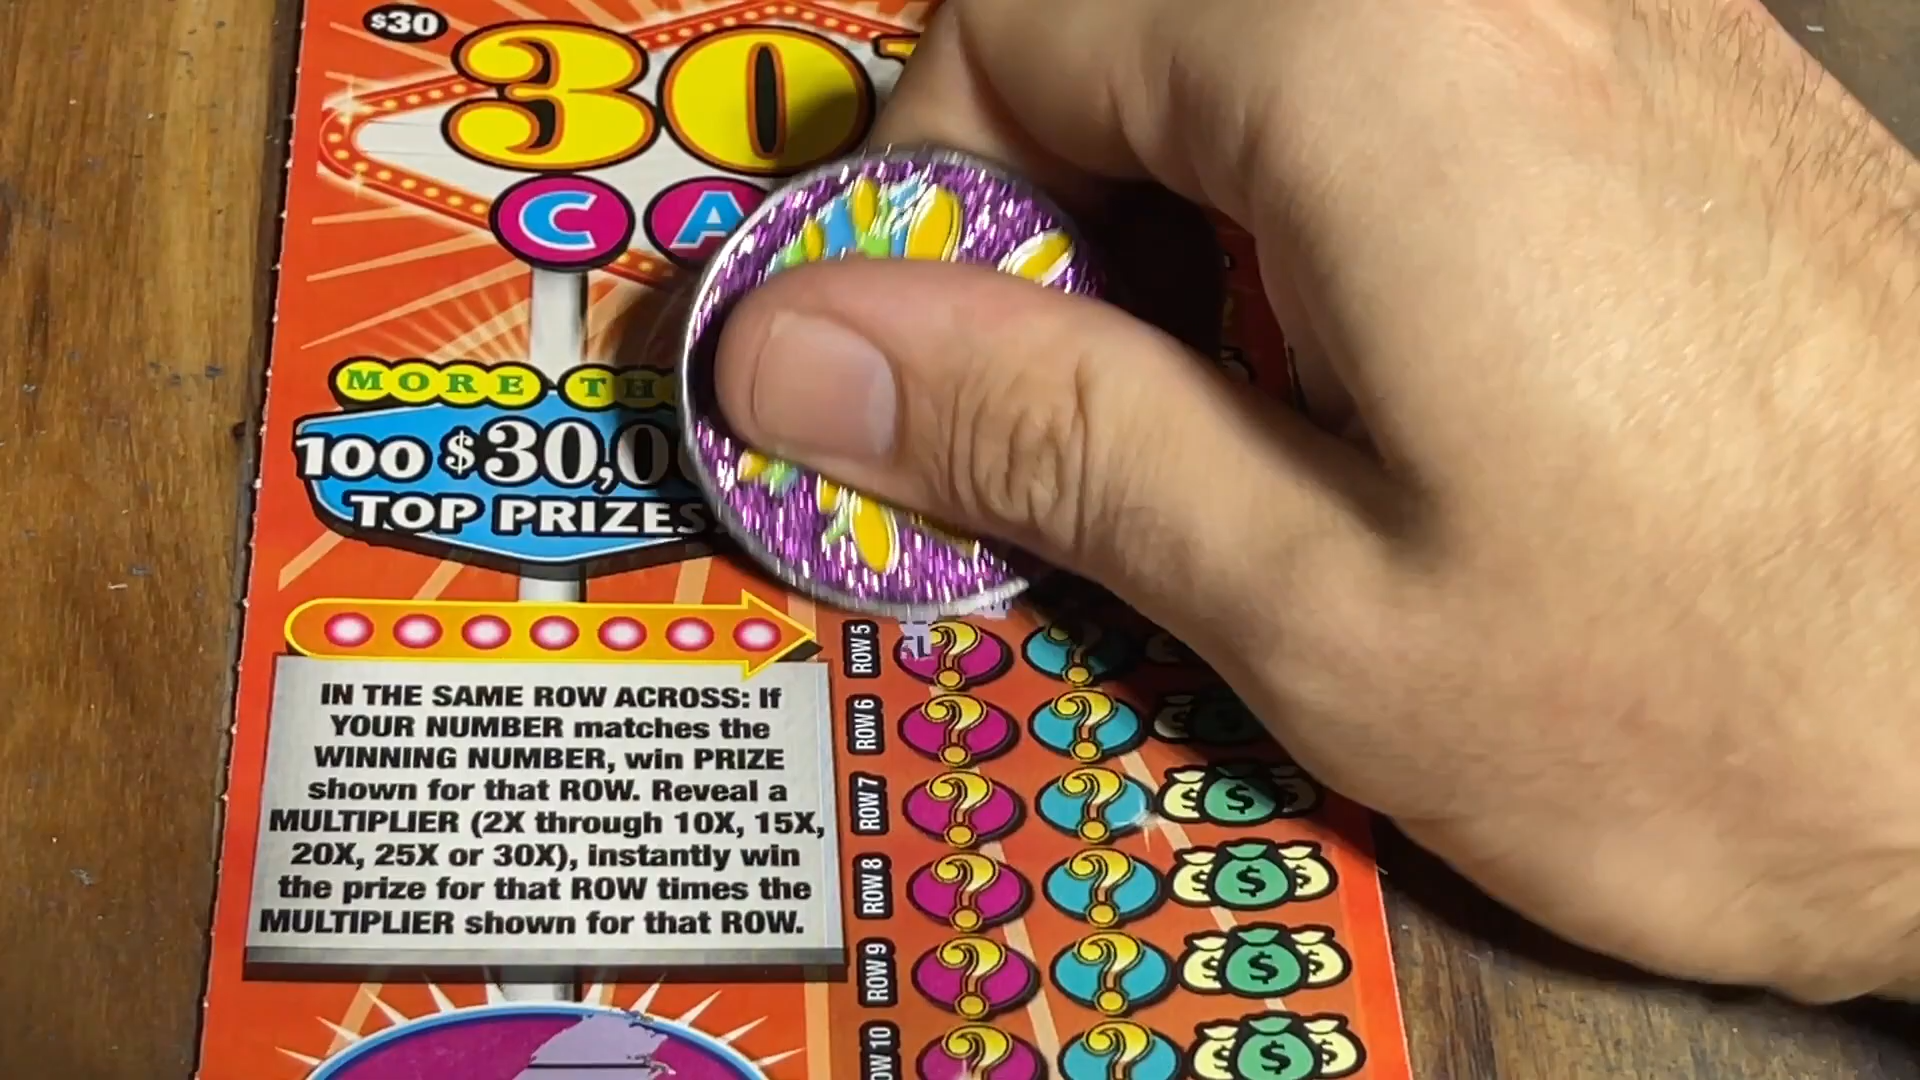 $30
30
C A
MORE TH
100 $30,0
TOP PRIZES
IN THE SAME ROW ACROSS: If
YOUR NUMBER matches the
WINNING NUMBER, win PRIZE
shown for that ROW. Reveal a
MULTIPLIER (2X through 10X, 15X,
20X, 25X or 30X), instantly win
the prize for that ROW times the
MULTIPLIER shown for that ROW.
ROW 5
ROW 6
ROW 7 $ $
ROW 8 $ $ $
ROW 9 $ $ $
OW 10 $ $ $